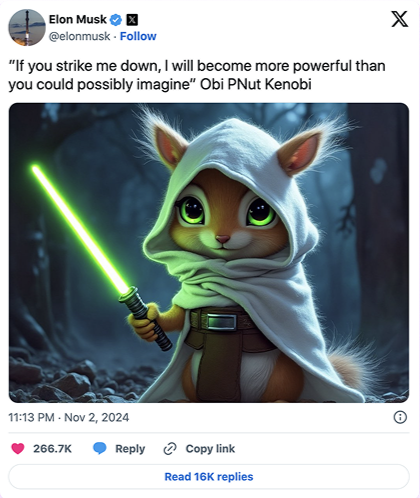 Elon Musk
@elonmusk · Follow
“If you strike me down, I will become more powerful than
you could possibly imagine” Obi PNut Kenobi
11:13 PM · Nov 2, 2024
266.7K Reply Copy link
Read 16K replies